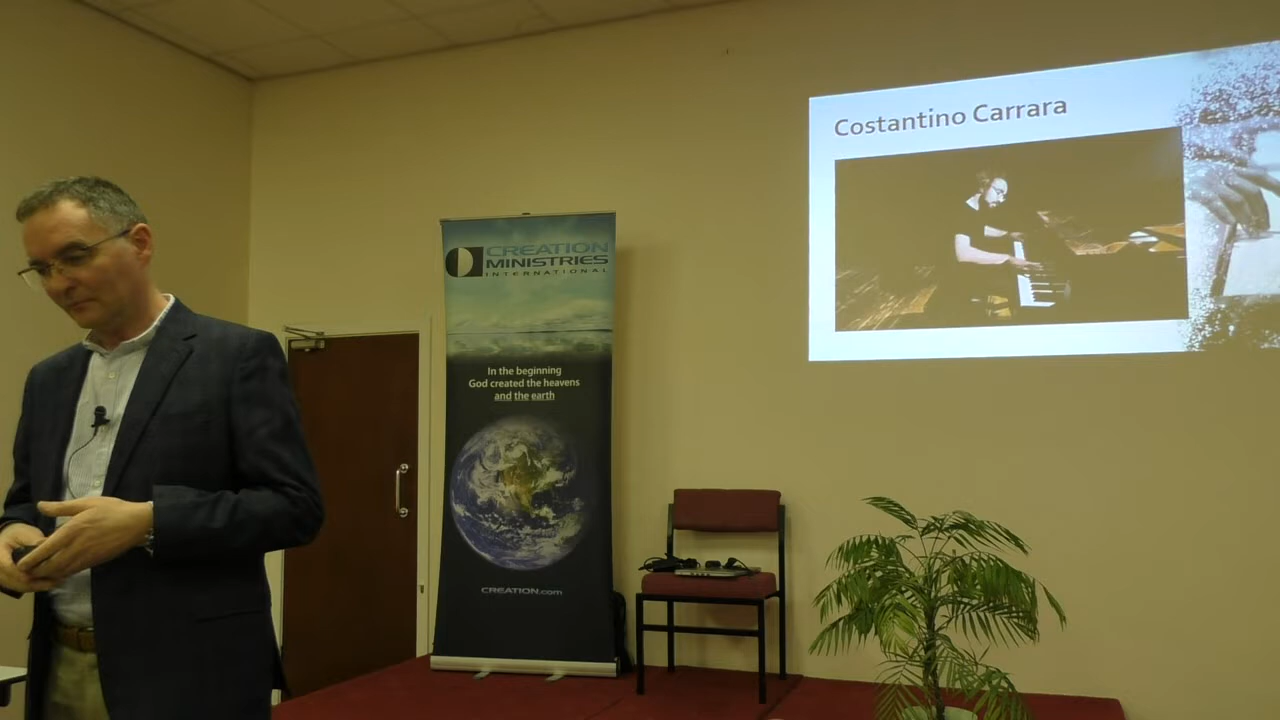 Costantino Carrara
CREATION
MINISTRIES
INTERNATIONAL
In the beginning
God created the heavens
and the earth
CREATION.com